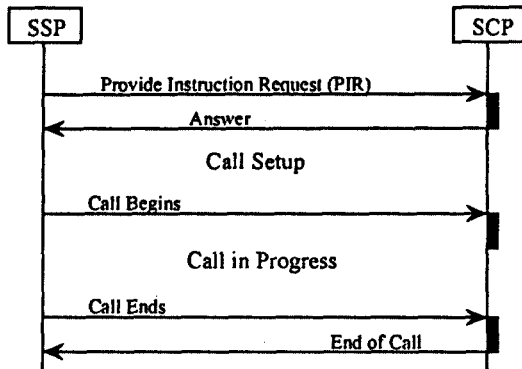 SSP
SCP
Provide Instruction Request (PIR)
Answer
Call Setup
Call Begins
Call in Progress
Call Ends
End of Call